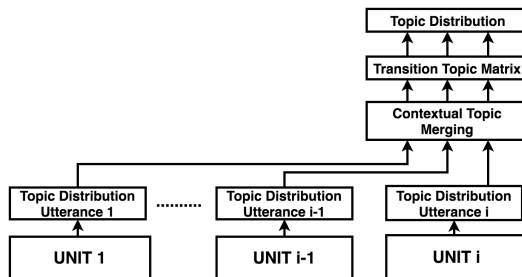 Topic Distribution
Transition Topic Matrix
Contextual Topic
Merging
Topic Distribution
Utterance 1
..........
Topic Distribution
Utterance i-1
Topic Distribution
Utterance i
UNIT 1
UNIT i-1
UNIT i